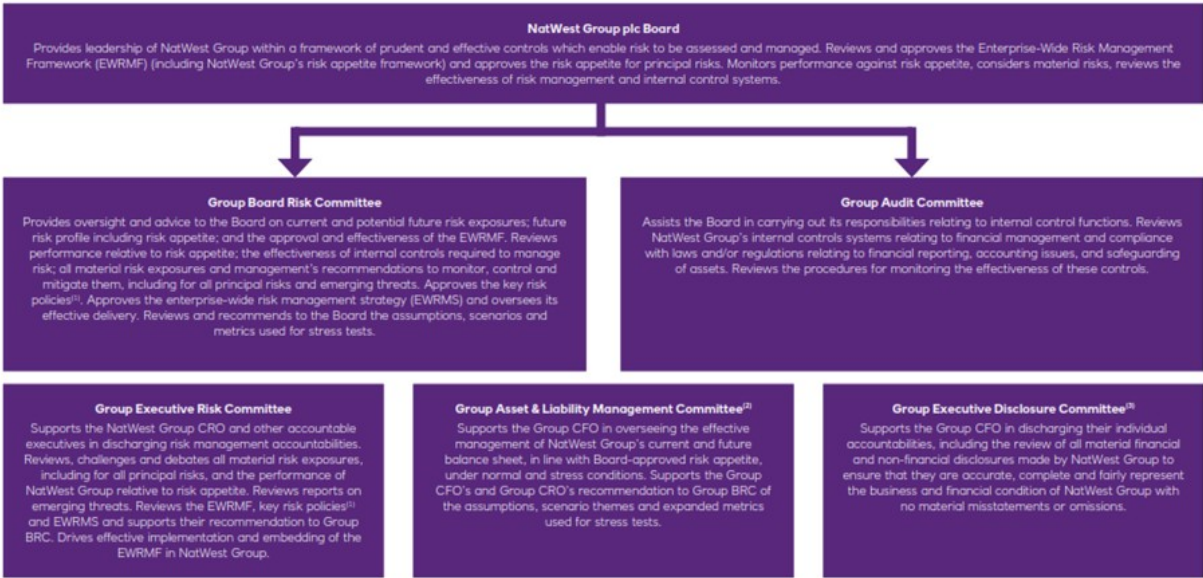 NatWest Group plc Board
Provides leadership of NatWest Group within a framework of prudent and effective controls which enable risk to be assessed and managed. Reviews and approves the Enterprise-Wide Risk Management
Framework (EWRMF) (including NatWest Group's risk appetite framework) and approves the risk appetite for principal risks. Monitors performance against risk appetite, considers material risks, reviews the
effectiveness of risk management and internal control systems.
Group Board Risk Committee
Provides oversight and advice to the Board on current and potential future risk exposures; future
risk profile including risk appetite; and the approval and effectiveness of the EWRMF. Reviews
performance relative to risk appetite; the effectiveness of internal controls required to manage
risk; all material risk exposures and management's recommendations to monitor, control and
mitigate them, including for all principal risks and emerging threats. Approves the key risk
policies(1). Approves the enterprise-wide risk management strategy (EWRMS) and oversees its
effective delivery. Reviews and recommends to the Board the assumptions, scenarios and
metrics used for stress tests.
Group Audit Committee
Assists the Board in carrying out its responsibilities relating to internal control functions. Reviews
NatWest Group's internal controls systems relating to financial management and compliance
with laws and/or regulations relating to financial reporting, accounting issues, and safeguarding
of assets. Reviews the procedures for monitoring the effectiveness of these controls.
Group Executive Risk Committee
Supports the NatWest Group CRO and other accountable
executives in discharging risk management accountabilities.
Reviews, challenges and debates all material risk exposures,
including for all principal risks, and the performance of
NatWest Group relative to risk appetite. Reviews reports on
emerging threats. Reviews the EWRMF, key risk policies(1)
and EWRMS and supports their recommendation to Group
BRC. Drives effective implementation and embedding of the
EWRMF in NatWest Group.
Group Asset & Liability Management Committee(2)
Supports the Group CFO in overseeing the effective
management of NatWest Group's current and future
balance sheet, in line with Board-approved risk appetite,
under normal and stress conditions. Supports the Group
CFO's and Group CRO's recommendation to Group BRC of
the assumptions, scenario themes and expanded metrics
used for stress tests.
Group Executive Disclosure Committee(3)
Supports the Group CFO in discharging their individual
accountabilities, including the review of all material financial
and non-financial disclosures made by NatWest Group to
ensure that they are accurate, complete and fairly represent
the business and financial condition of NatWest Group with
no material misstatements or omissions.